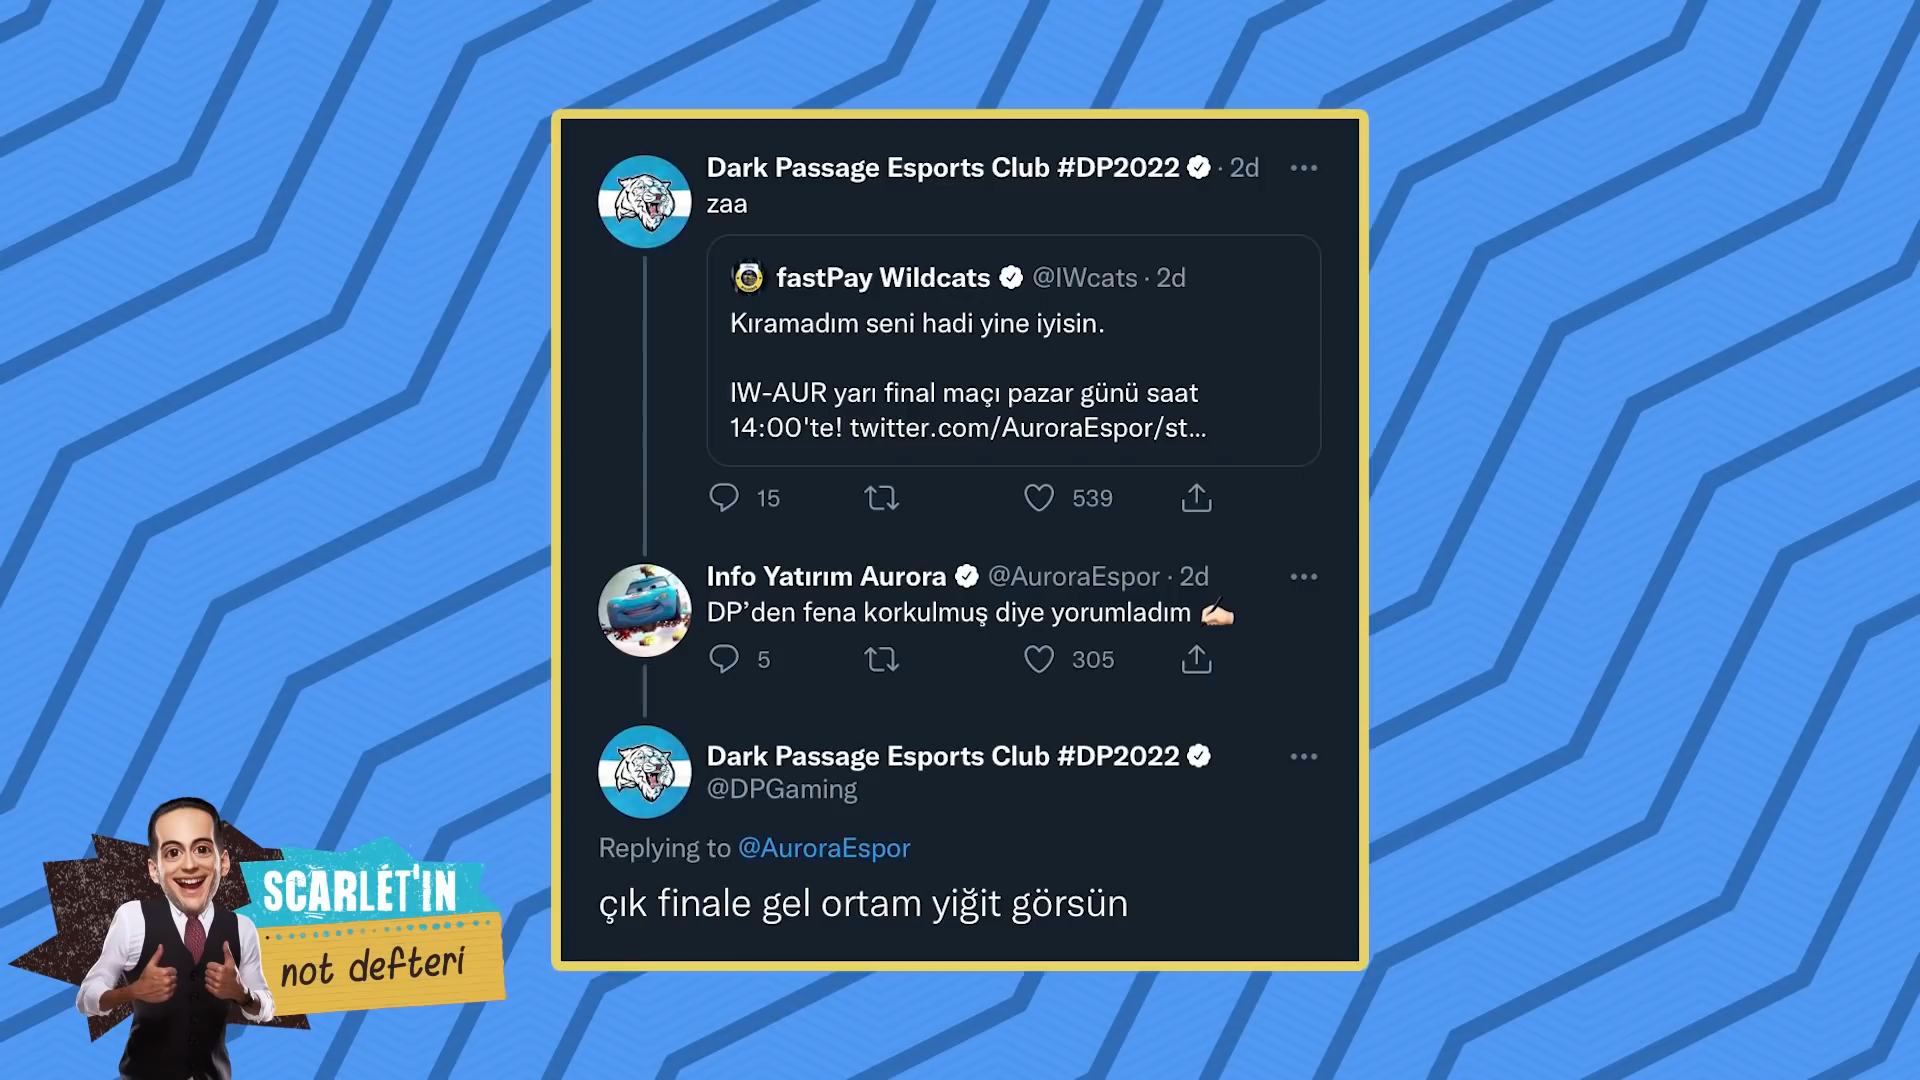 Dark Passage Esports Club #DP2022 · 2d
zaa
fastPay Wildcats @IWcats · 2d
Kıramadım seni hadi yine iyisin.
IW-AUR yarı final maçı pazar günü saat
14:00'te! twitter.com/AuroraEspor/st...
15 539
Info Yatırım Aurora @AuroraEspor · 2d
DP’den fena korkulmuş diye yorumladım ✍🏻
5 305
Dark Passage Esports Club #DP2022
@DPGaming
Replying to @AuroraEspor
çık finale gel ortam yiğit görsün
SCARLET'IN
not defteri